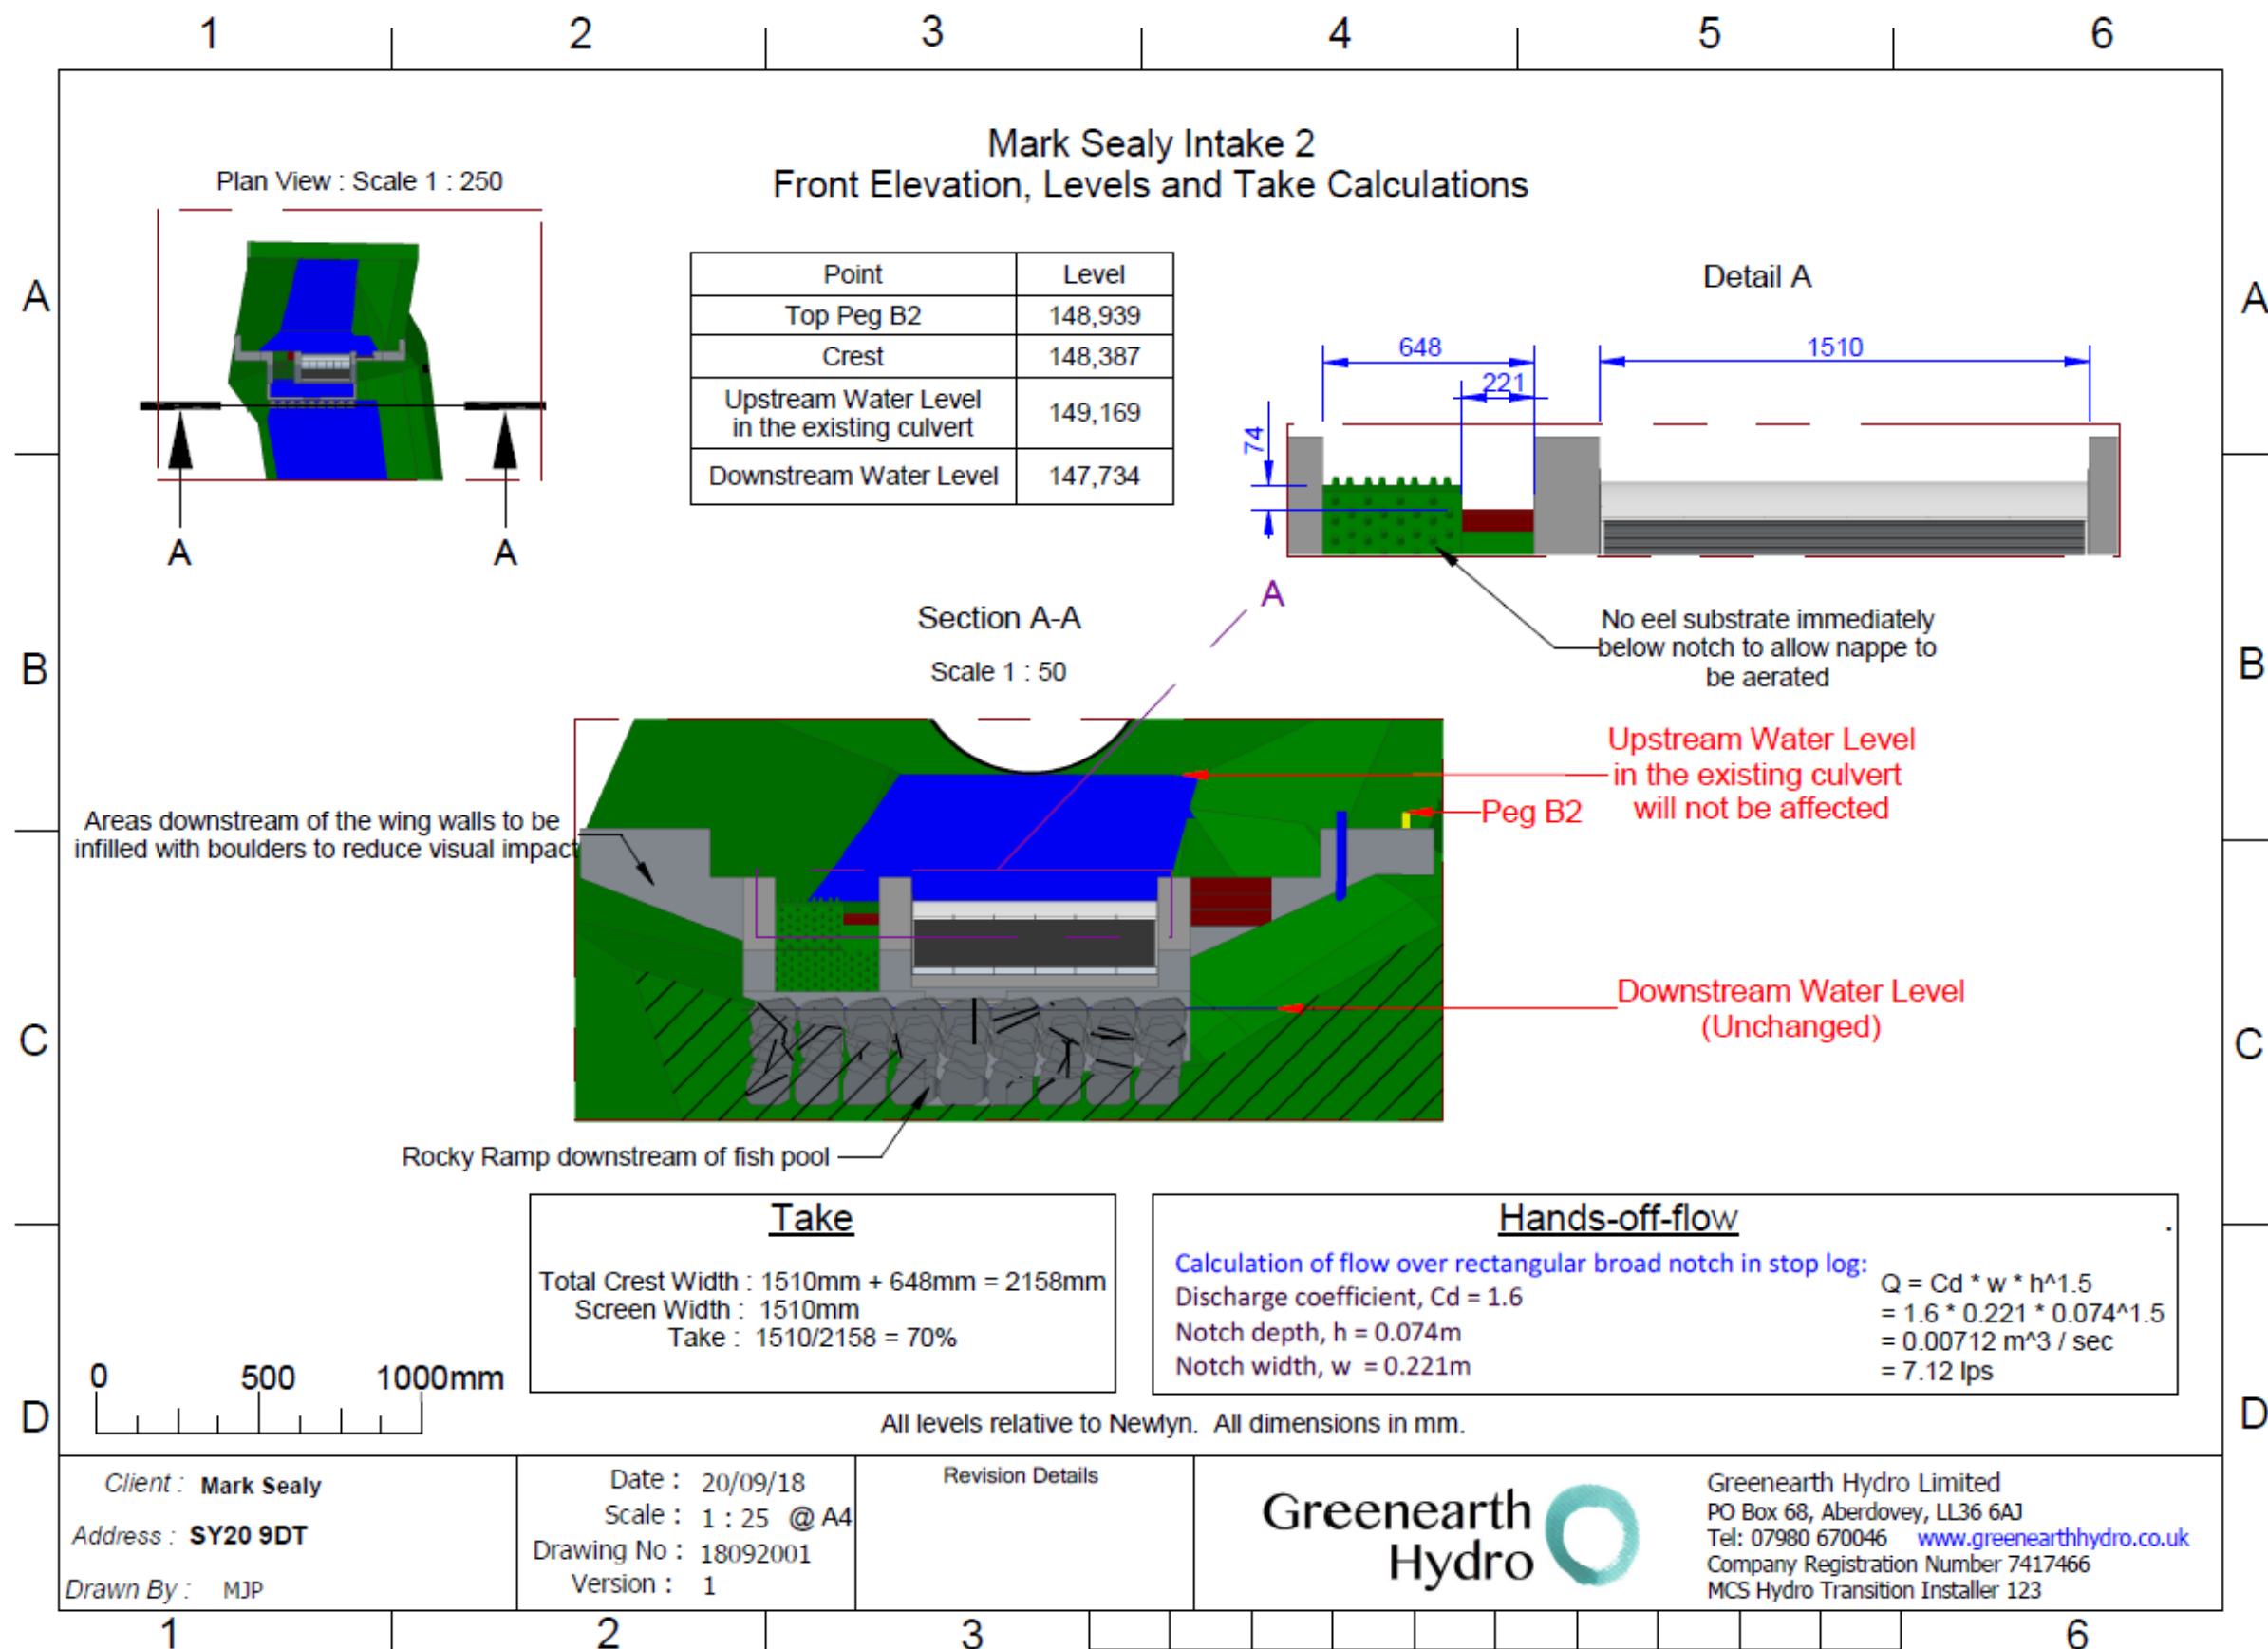 1 2 3 4 5 6
Mark Sealy Intake 2
Front Elevation, Levels and Take Calculations
Plan View : Scale 1 : 250
A A
A
A
Point Level
Top Peg B2 148,939
Crest 148,387
Upstream Water Level
in the existing culvert 149,169
Downstream Water Level 147,734
Detail A
648
1510
221
74
No eel substrate immediately
below notch to allow nappe to
be aerated
B
B
Section A-A
Scale 1 : 50
A
Upstream Water Level
in the existing culvert
will not be affected
Peg B2
Areas downstream of the wing walls to be
infilled with boulders to reduce visual impact
Downstream Water Level
(Unchanged)
C
C
Rocky Ramp downstream of fish pool
Take
Total Crest Width : 1510mm + 648mm = 2158mm
Screen Width : 1510mm
Take : 1510/2158 = 70%
Hands-off-flow
.
Calculation of flow over rectangular broad notch in stop log:
Discharge coefficient, Cd = 1.6
Notch depth, h = 0.074m
Notch width, w = 0.221m
Q = Cd * w * h^1.5
= 1.6 * 0.221 * 0.074^1.5
= 0.00712 m^3 / sec
= 7.12 lps
0 500 1000mm
D
D
All levels relative to Newlyn. All dimensions in mm.
Client : Mark Sealy
Address : SY20 9DT
Drawn By : MJP
Date : 20/09/18
Scale : 1 : 25 @ A4
Drawing No : 18092001
Version : 1
Revision Details
Greenearth
Hydro
Greenearth Hydro Limited
PO Box 68, Aberdovey, LL36 6AJ
Tel: 07980 670046 www.greenearthhydro.co.uk
Company Registration Number 7417466
MCS Hydro Transition Installer 123
1 2 3 6